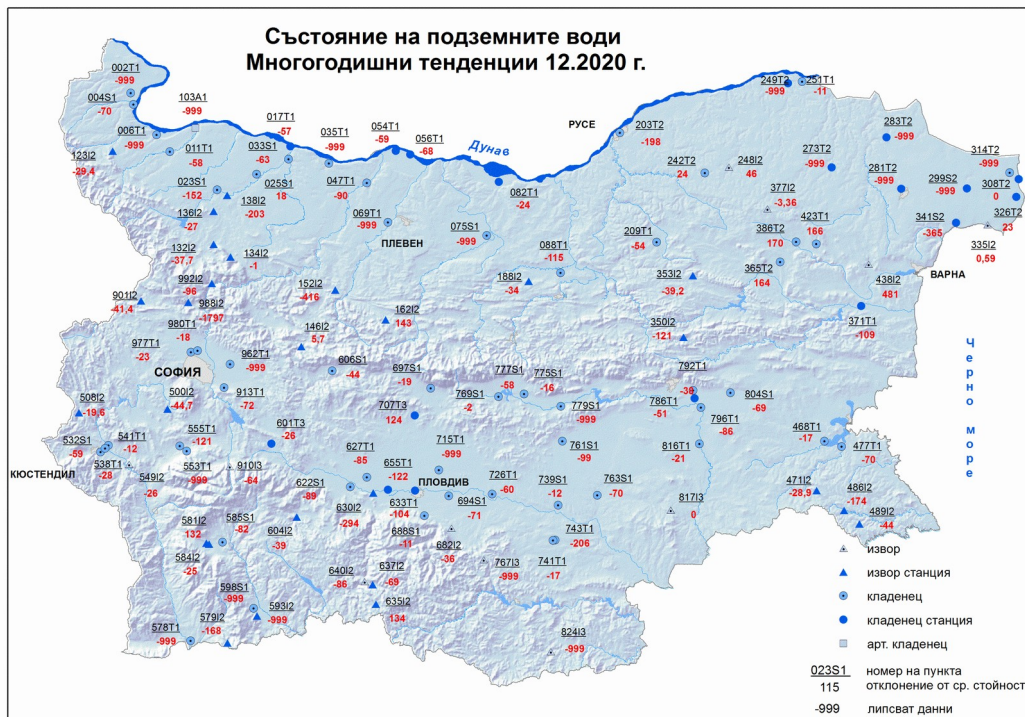 Състояние на подземните води
Многогодишни тенденции 12.2020 г.
002T1
-999
004S1
-70
103A1
-999
006T1
-999
011T1
-58
017T1
-57
033S1
-63
035T1
-999
054T1
-59
056T1
-68
Дунав
РУСЕ
203T2
-198
249T2
-999
251T1
-11
283T2
-999
314T2
-999
123I2
-29,4
023S1
-152
025S1
18
047T1
-90
082T1
-24
242T2
24
248I2
46
273T2
-999
281T2
-999
299S2
-999
308T2
0
138I2
-203
136I2
-27
069T1
-999
ПЛЕВЕН
075S1
-999
377I2
-3,36
423T1
166
341S2
-365
326T2
23
132I2
-37,7
134I2
-1
088T1
-115
209T1
-54
386T2
170
335I2
0,59
365T2
164
ВАРНА
992I2
-96
152I2
-416
188I2
-34
353I2
-39,2
438I2
481
901I2
-41,4
988I2
-1797
162I2
143
371T1
-109
980T1
-18
146I2
5,7
350I2
-121
977T1
-23
962T1
-999
606S1
-44
697S1
-19
777S1
-58
775S1
-16
792T1
-38
Черно море
СОФИЯ
508I2
-19,6
500I2
-44,7
913T1
-72
707T3
124
769S1
-2
779S1
-999
786T1
-51
804S1
-69
796T1
-86
532S1
-59
541T1
-12
555T1
-121
601T3
-26
627T1
-85
715T1
-999
761S1
-99
816T1
-21
468T1
-17
477T1
-70
КЮСТЕНДИЛ
538T1
-28
549I2
-26
553T1
-999
910I3
-64
622S1
-89
655T1
-122
ПЛОВДИВ
726T1
-60
739S1
-12
763S1
-70
471I2
-28,9
486I2
-174
630I2
-294
633T1
-104
694S1
-71
817I3
0
489I2
-44
581I2
132
585S1
-82
604I2
-39
688S1
-11
682I2
-36
743T1
-206
584I2
-25
640I2
-86
637I2
-69
767I3
-999
741T1
-17
598S1
-999
593I2
-999
635I2
134
578T1
-999
579I2
-168
824I3
-999
извор
извор станция
кладенец
кладенец станция
арт. кладенец
023S1 номер на пункта
115 отклонение от ср. стойност
-999 липсват данни